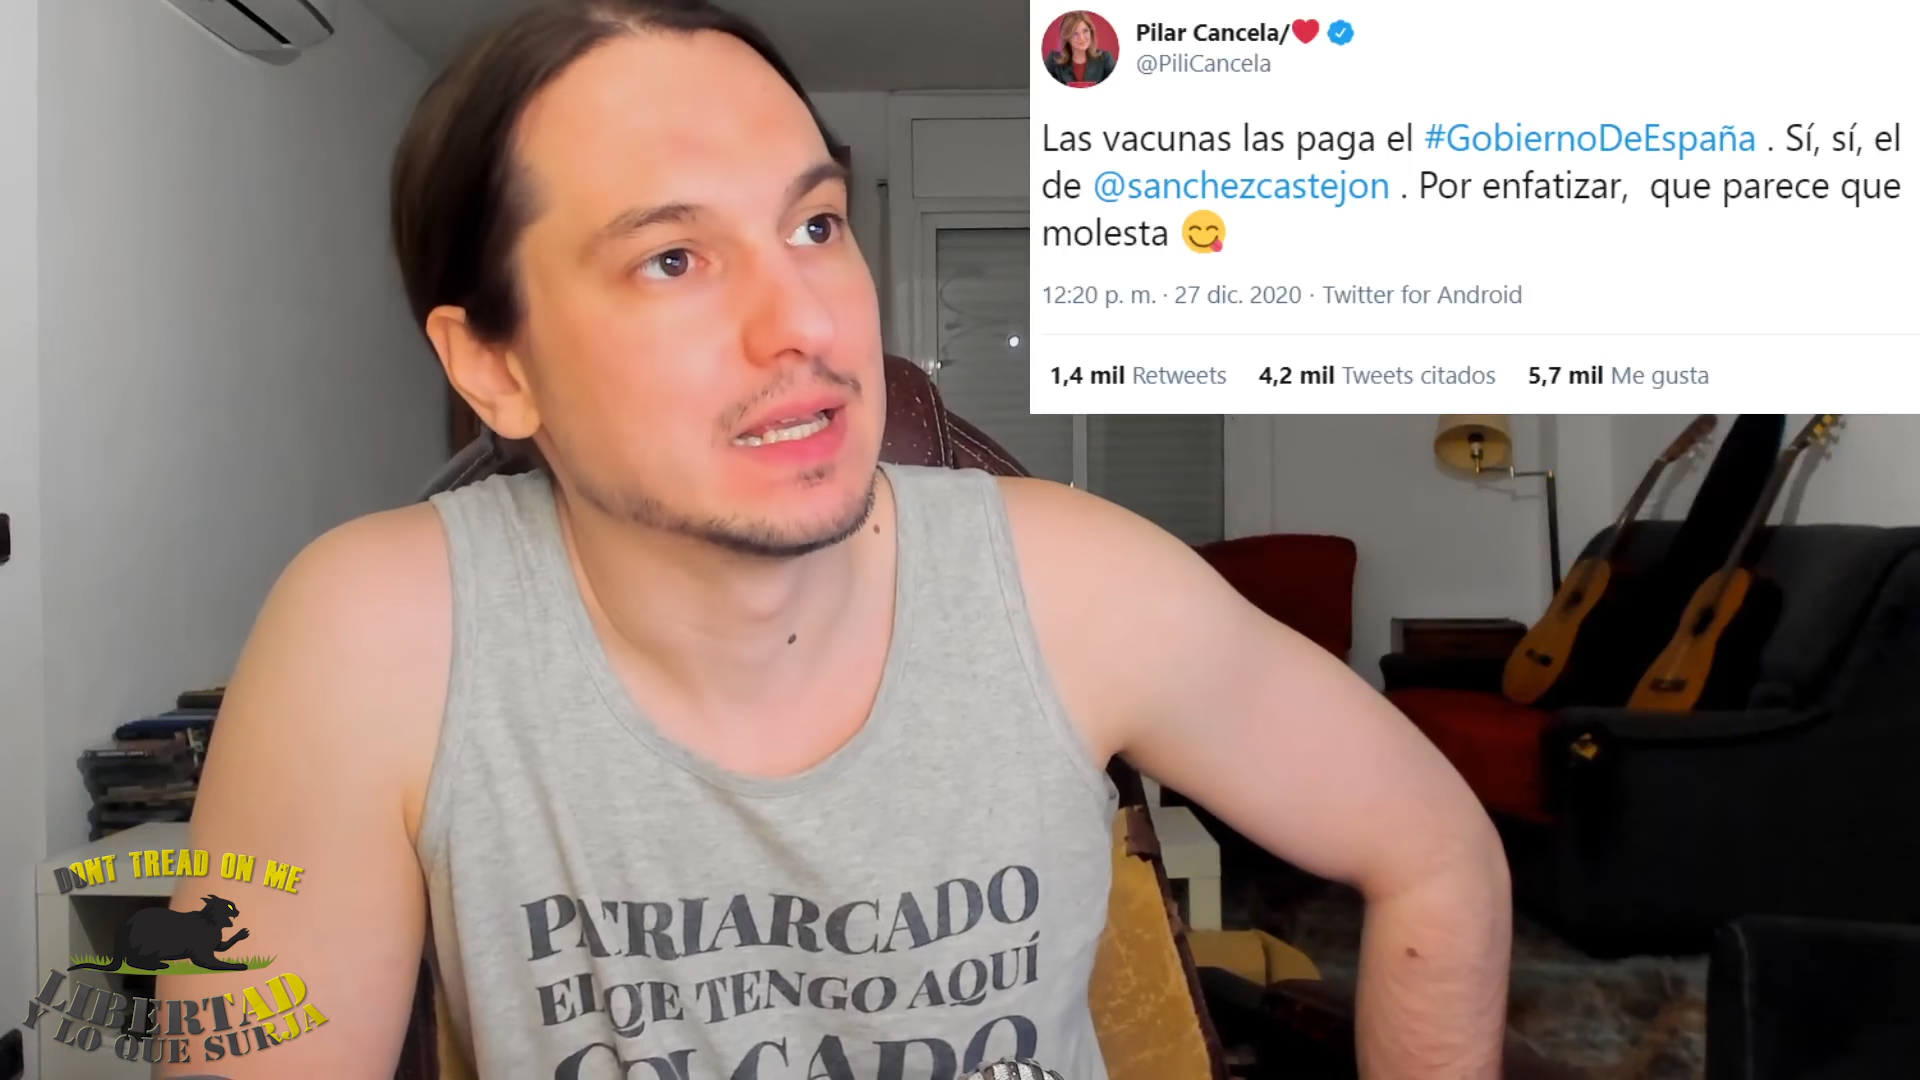 Pilar Cancela/❤️
@PiliCancela
Las vacunas las paga el #GobiernoDeEspaña . Sí, sí, el
de @sanchezcastejon . Por enfatizar, que parece que
molesta 😋
12:20 p. m. · 27 dic. 2020 · Twitter for Android
1,4 mil Retweets 4,2 mil Tweets citados 5,7 mil Me gusta
PATRIARCADO
EL QUE TENGO AQUÍ
COLGADO
DONT TREAD ON ME
LIBERTAD
Y LO QUE SURJA